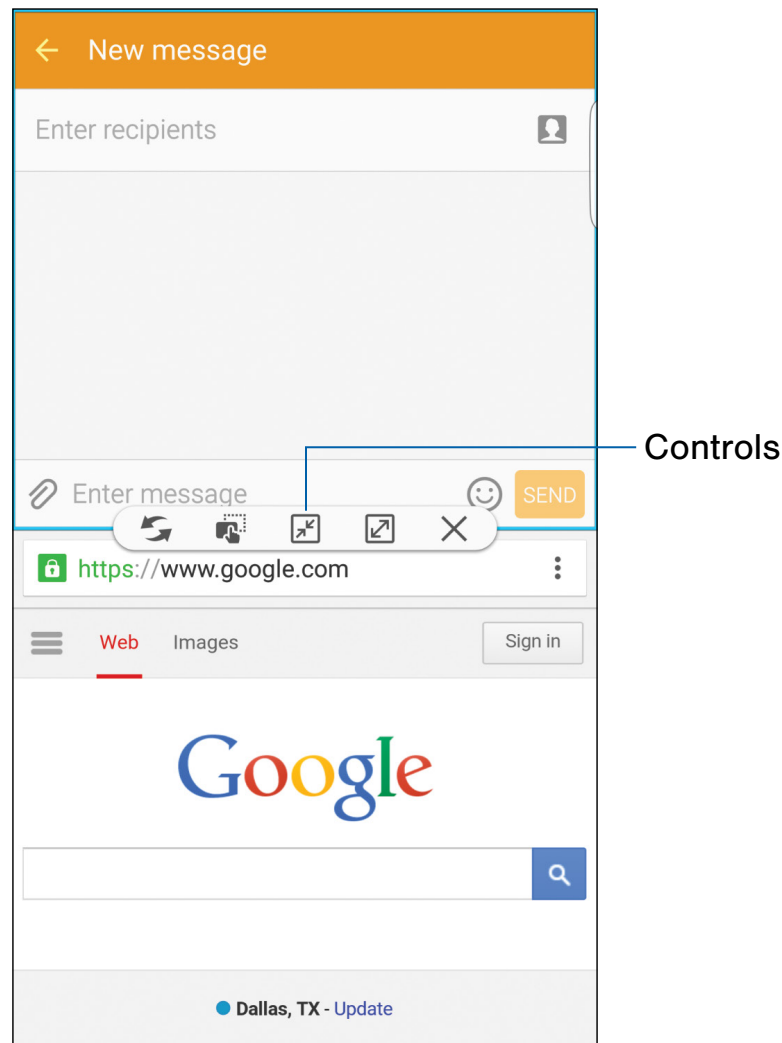 New message
Enter recipients
Controls
Enter message
SEND
https://www.google.com
Web Images Sign in
Google
Dallas, TX - Update